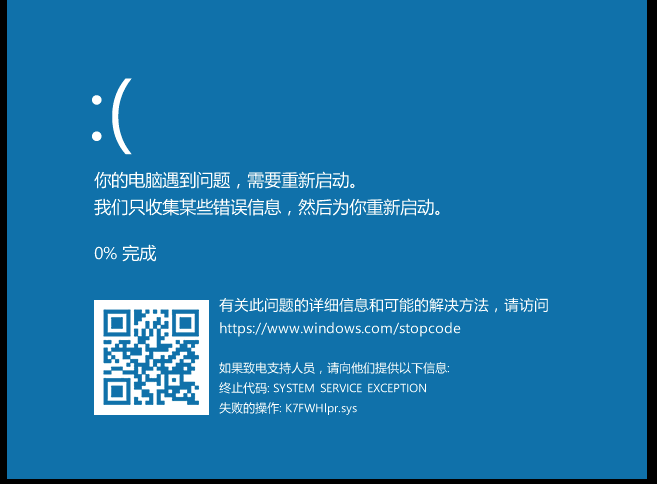 :(
你的电脑遇到问题，需要重新启动。
我们只收集某些错误信息，然后为你重新启动。
0% 完成
有关此问题的详细信息和可能的解决方法，请访问
https://www.windows.com/stopcode
如果致电支持人员，请向他们提供以下信息:
终止代码: SYSTEM SERVICE EXCEPTION
失败的操作: K7FWHlpr.sys